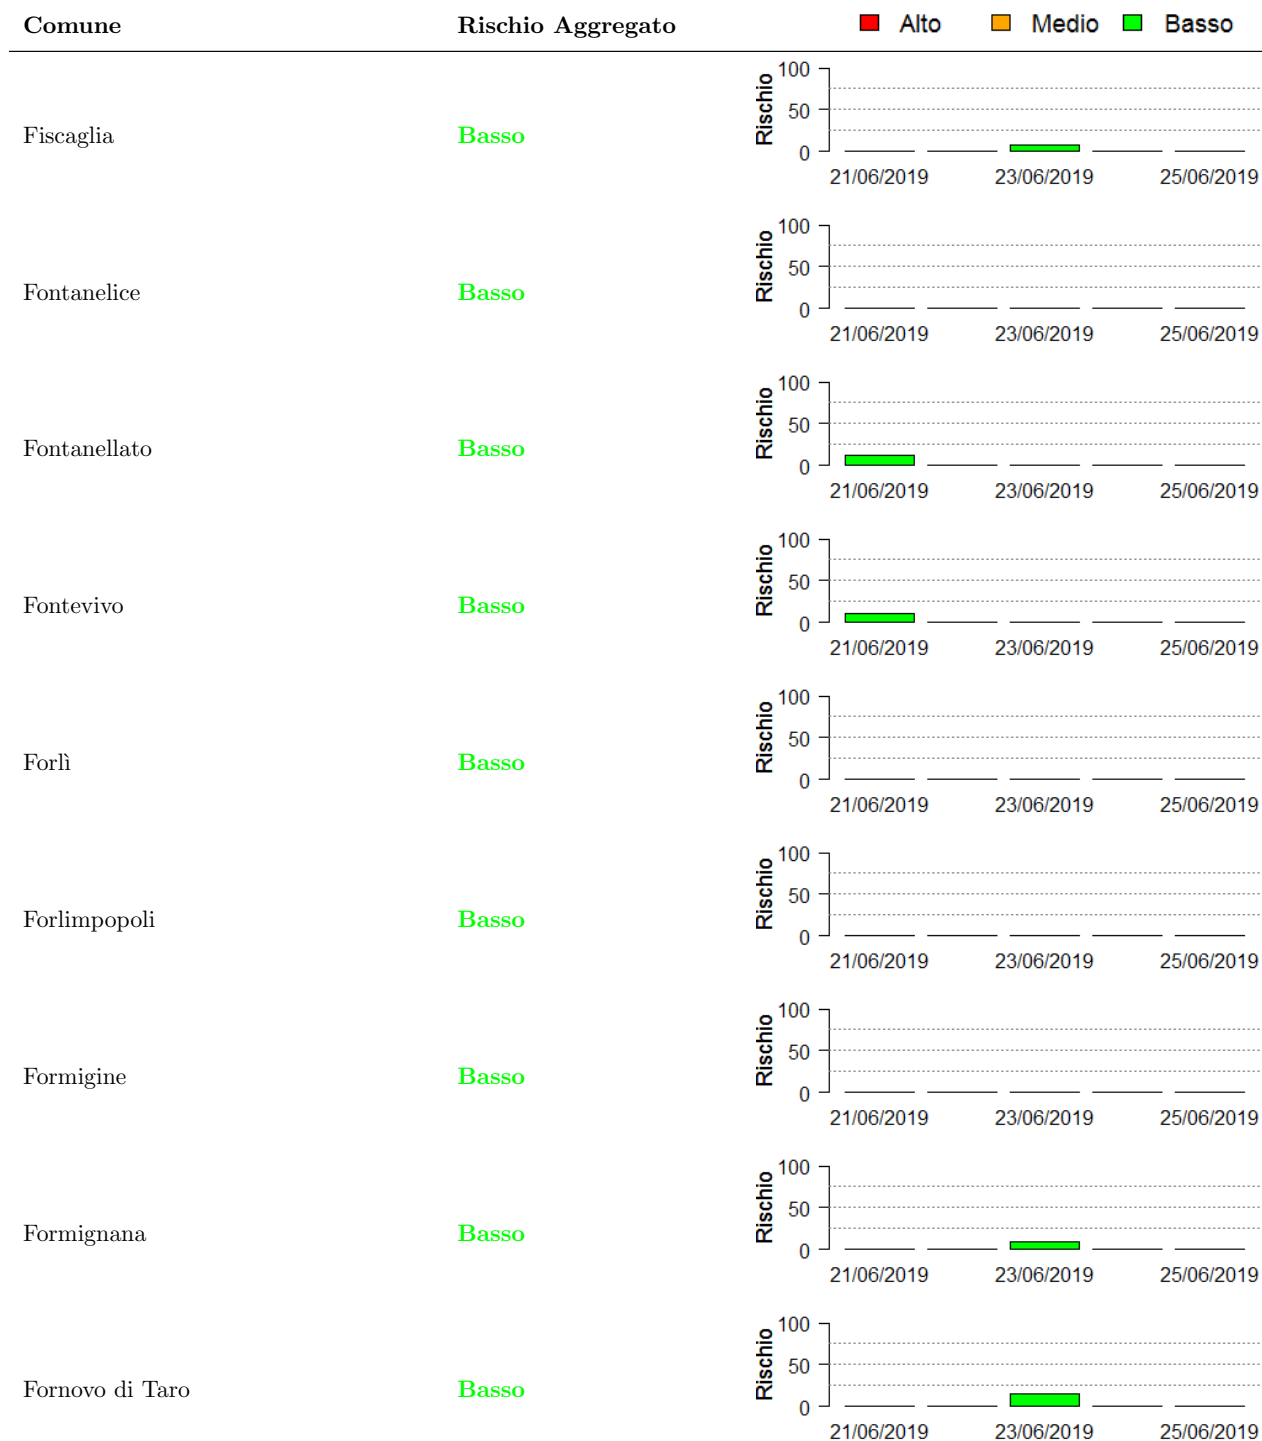 Comune Rischio Aggregato Alto Medio Basso
100
50
0
Rischio
Fiscaglia Basso
21/06/2019 23/06/2019 25/06/2019
100
50
0
Rischio
Fontanelice Basso
21/06/2019 23/06/2019 25/06/2019
100
50
0
Rischio
Fontanellato Basso
21/06/2019 23/06/2019 25/06/2019
100
50
0
Rischio
Fontevivo Basso
21/06/2019 23/06/2019 25/06/2019
100
50
0
Rischio
Forlì Basso
21/06/2019 23/06/2019 25/06/2019
100
50
0
Rischio
Forlimpopoli Basso
21/06/2019 23/06/2019 25/06/2019
100
50
0
Rischio
Formigine Basso
21/06/2019 23/06/2019 25/06/2019
100
50
0
Rischio
Formignana Basso
21/06/2019 23/06/2019 25/06/2019
100
50
0
Rischio
Fornovo di Taro Basso
21/06/2019 23/06/2019 25/06/2019